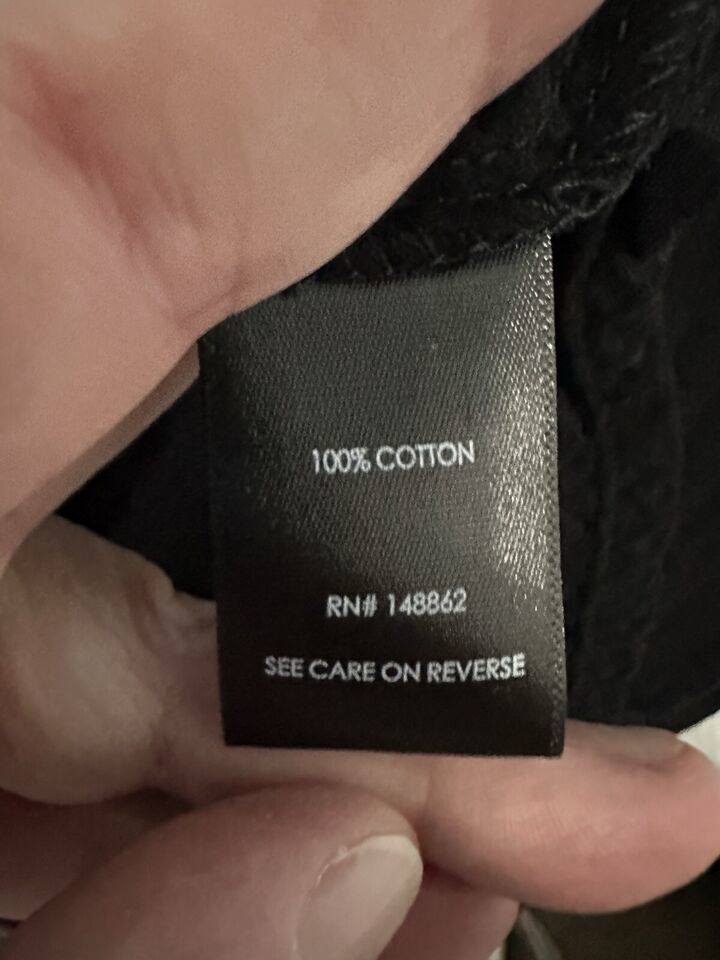 100% COTTON
RN# 148862
SEE CARE ON REVERSE